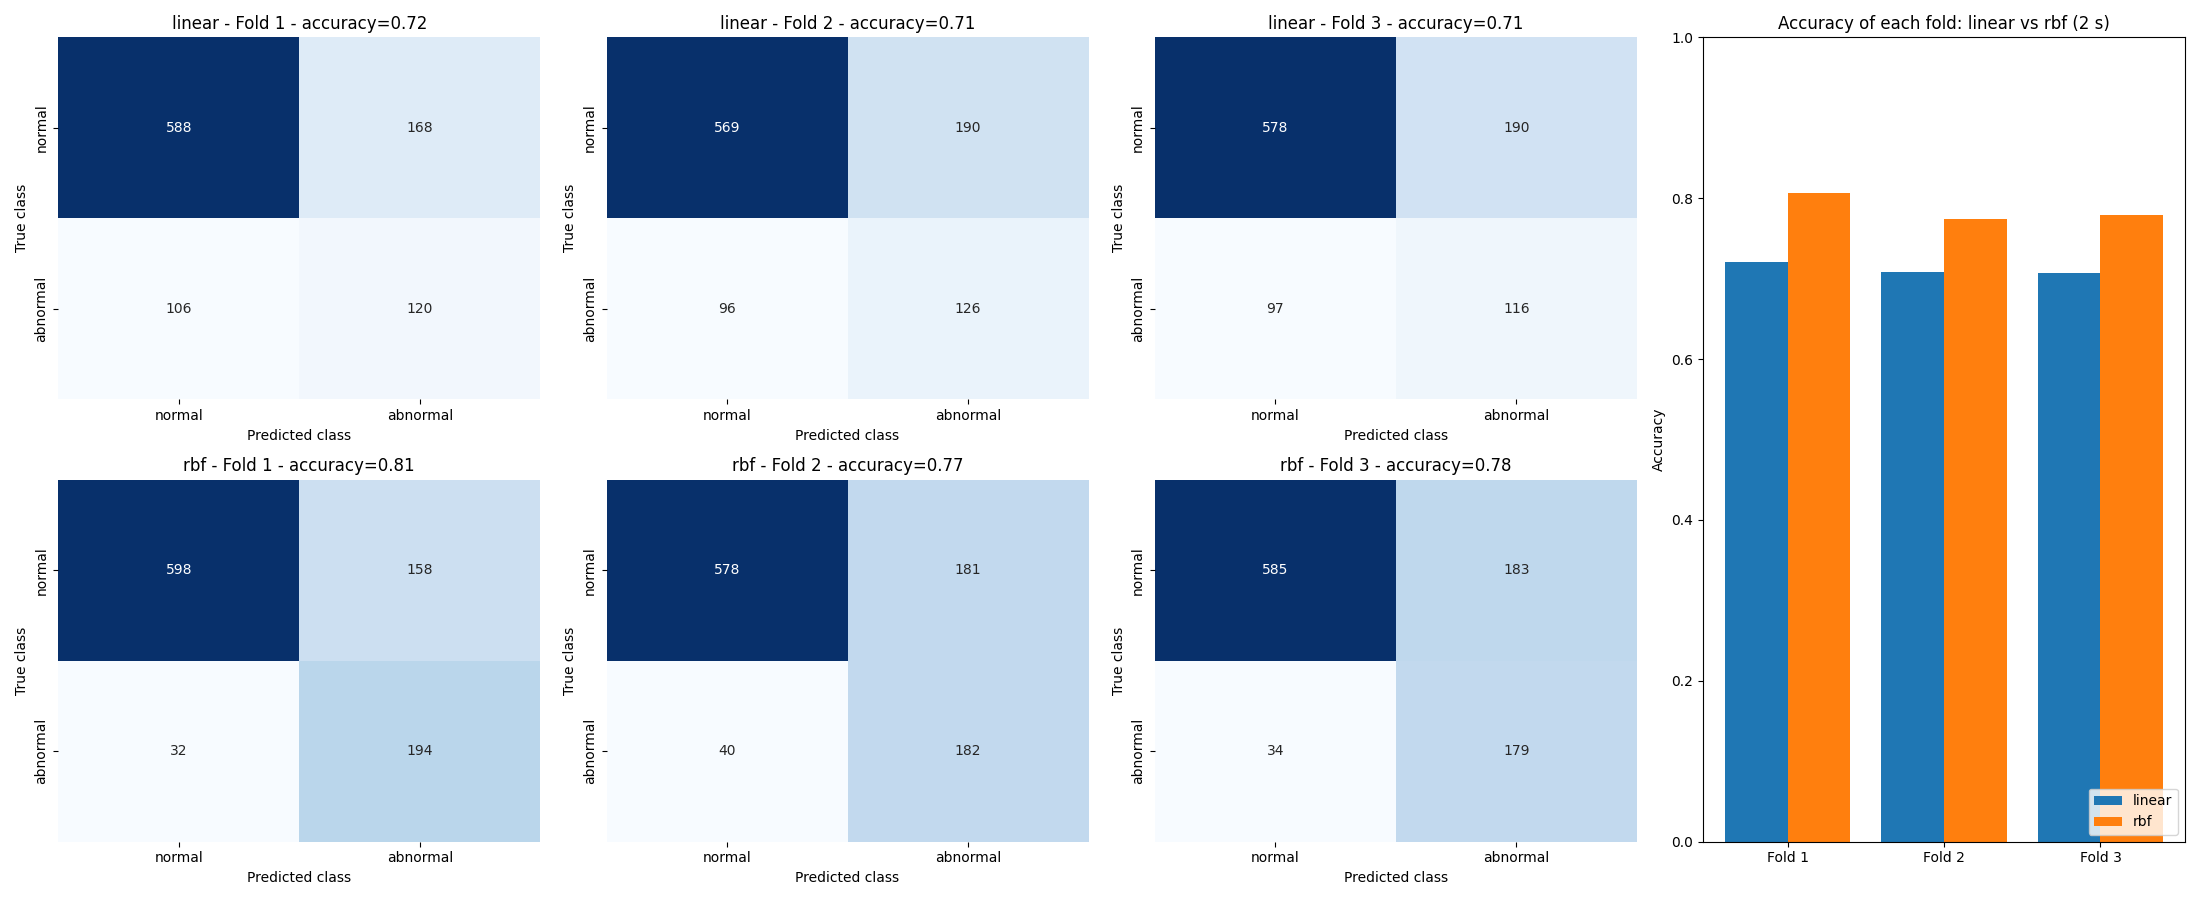 linear - Fold 1 - accuracy=0.72
normal
588
168
True class
abnormal
106
120
normal
abnormal
Predicted class
linear - Fold 2 - accuracy=0.71
normal
569
190
True class
abnormal
96
126
normal
abnormal
Predicted class
linear - Fold 3 - accuracy=0.71
normal
578
190
True class
abnormal
97
116
normal
abnormal
Predicted class
rbf - Fold 1 - accuracy=0.81
normal
598
158
True class
abnormal
32
194
normal
abnormal
Predicted class
rbf - Fold 2 - accuracy=0.77
normal
578
181
True class
abnormal
40
182
normal
abnormal
Predicted class
rbf - Fold 3 - accuracy=0.78
normal
585
183
True class
abnormal
34
179
normal
abnormal
Predicted class
Accuracy of each fold: linear vs rbf (2 s)
1.0
0.8
0.6
Accuracy
0.4
0.2
0.0
linear
rbf
Fold 1
Fold 2
Fold 3